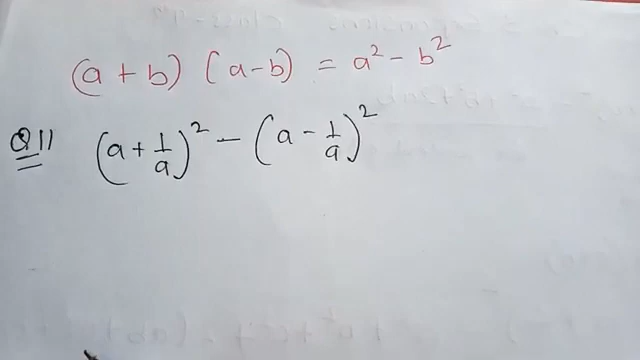 (a + b) (a - b) = a² - b²
Q11 (a + 1/a)² - (a - 1/a)²